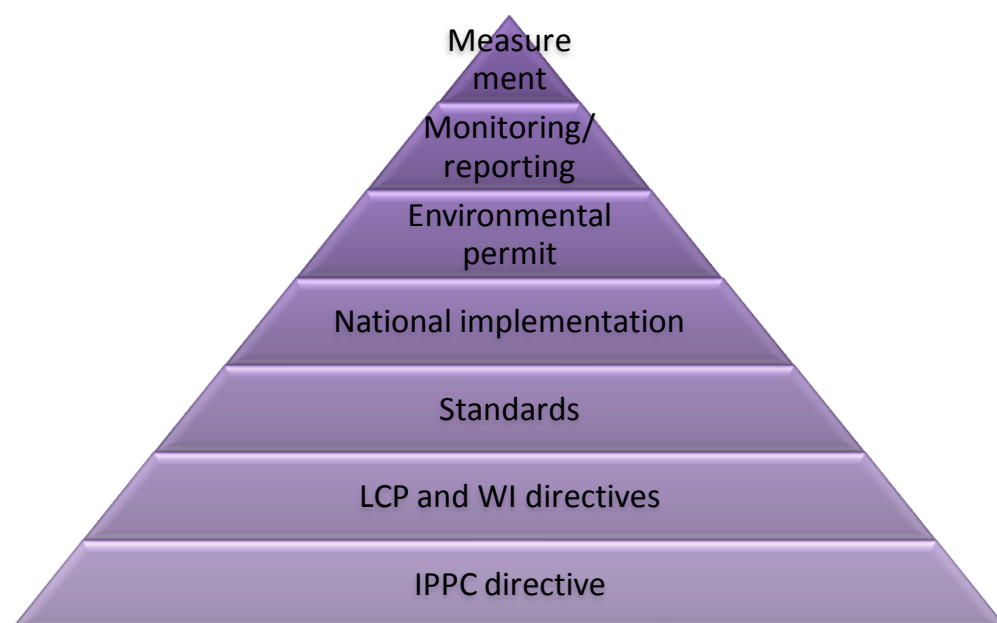 Measure
ment
Monitoring/
reporting
Environmental
permit
National implementation
Standards
LCP and WI directives
IPPC directive